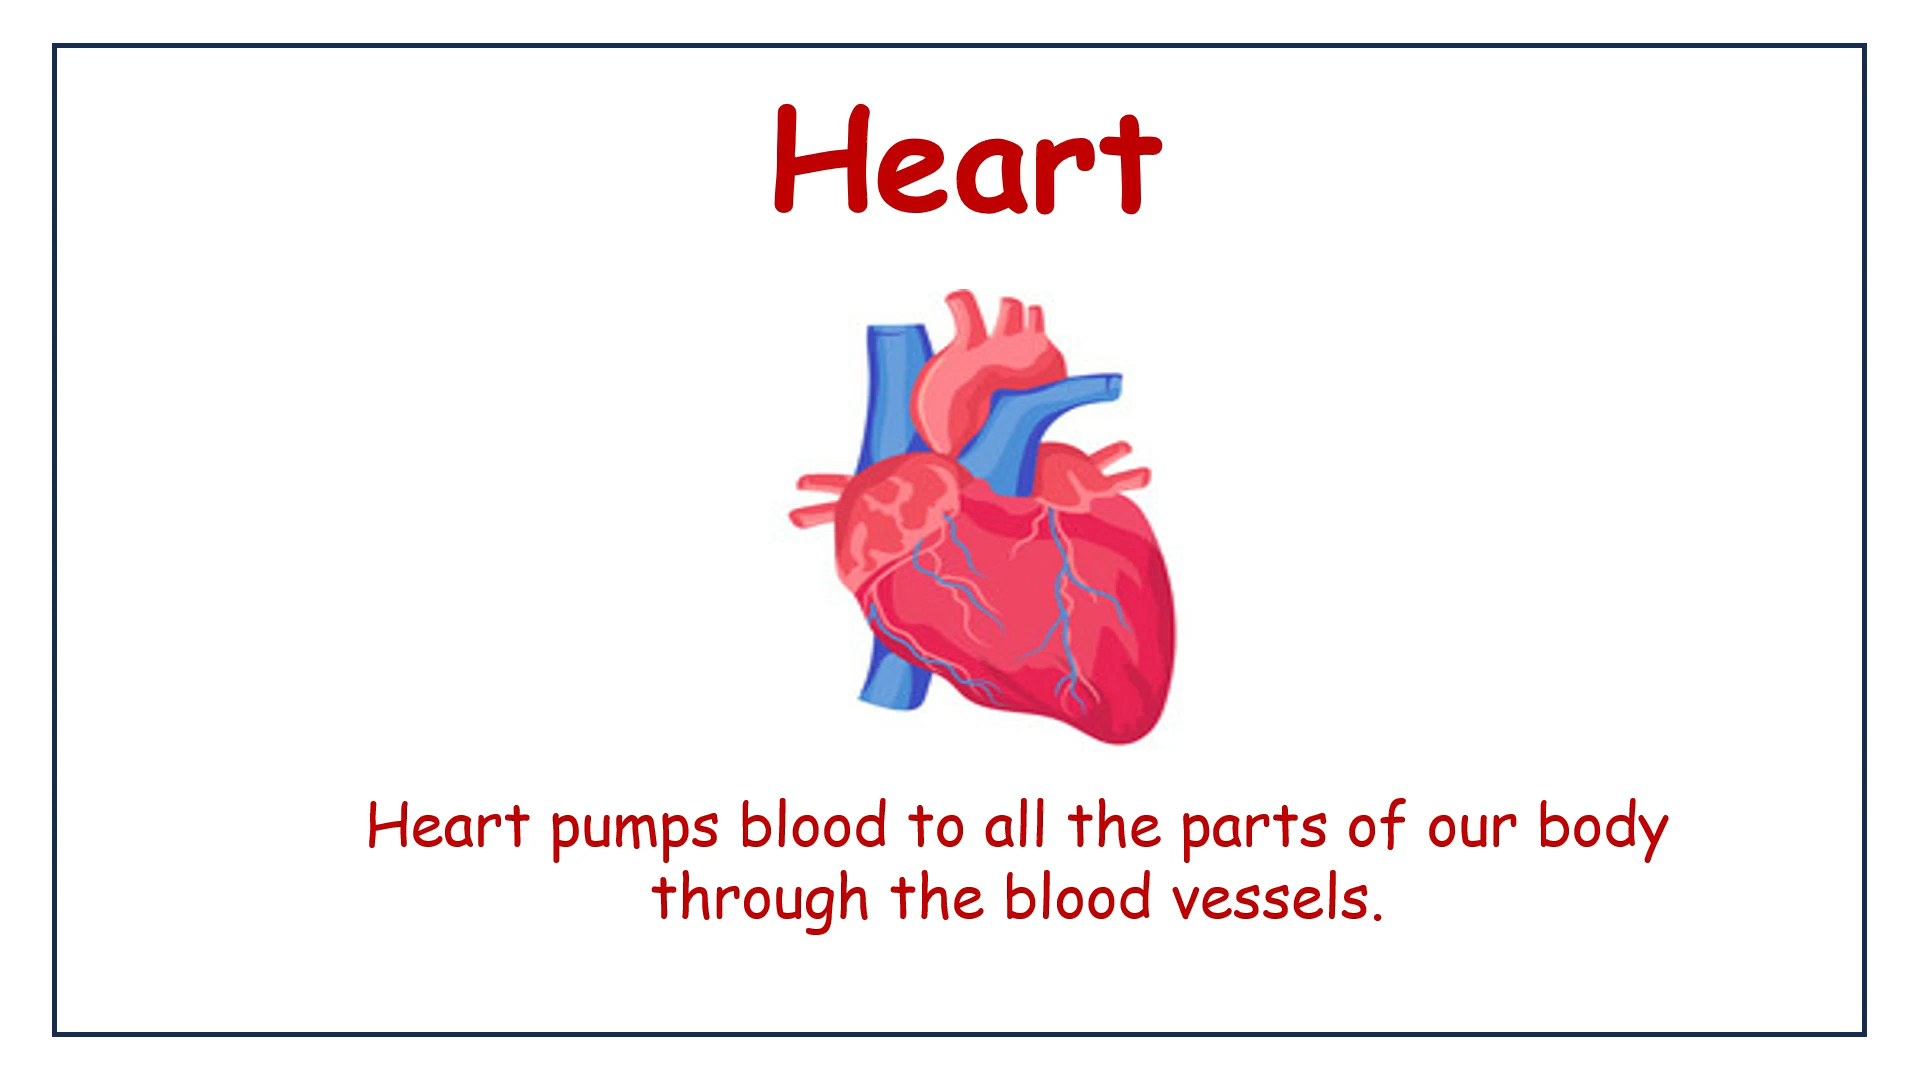 Heart
Heart pumps blood to all the parts of our body
through the blood vessels.